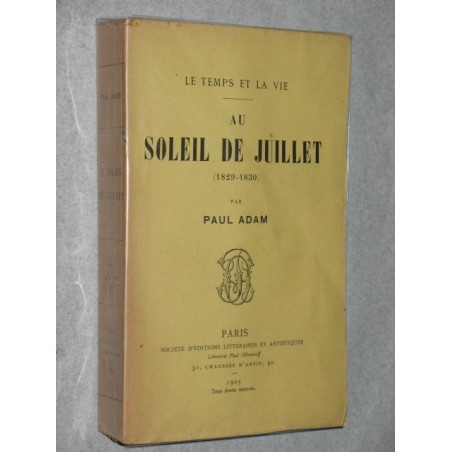 LE TEMPS ET LA VIE
AU
SOLEIL DE JUILLET
(1829-1830)
PAR
PAUL ADAM
PARIS
SOCIÉTÉ D'ÉDITIONS LITTÉRAIRES ET ARTISTIQUES
Librairie Paul Ollendorff
50, CHAUSSÉE D'ANTIN, 50
1903
Tous droits réservés.